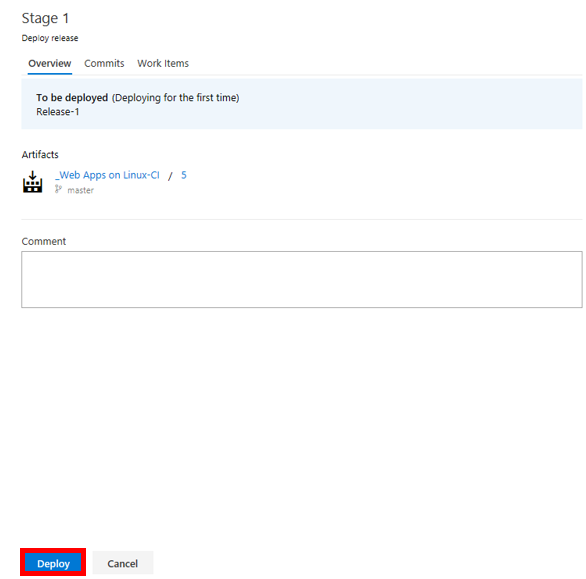 Stage 1
Deploy release
Overview Commits Work Items
To be deployed (Deploying for the first time)
Release-1
Artifacts
_Web Apps on Linux-CI / 5
master
Comment
Deploy Cancel